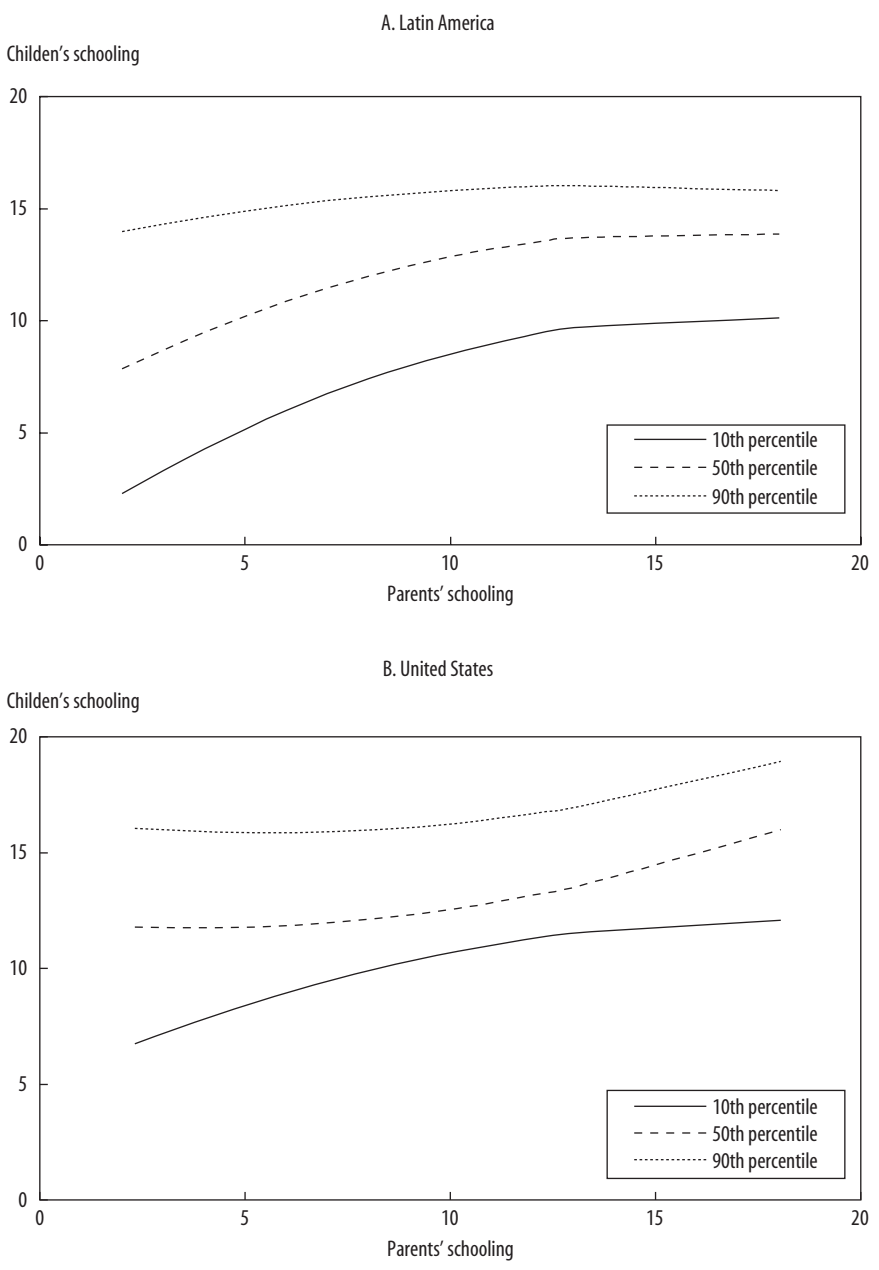 A. Latin America
Childen's schooling
20
15
10
5
0
10th percentile
50th percentile
90th percentile
0 5 10 15 20
Parents' schooling
B. United States
Childen's schooling
20
15
10
5
0
10th percentile
50th percentile
90th percentile
0 5 10 15 20
Parents' schooling